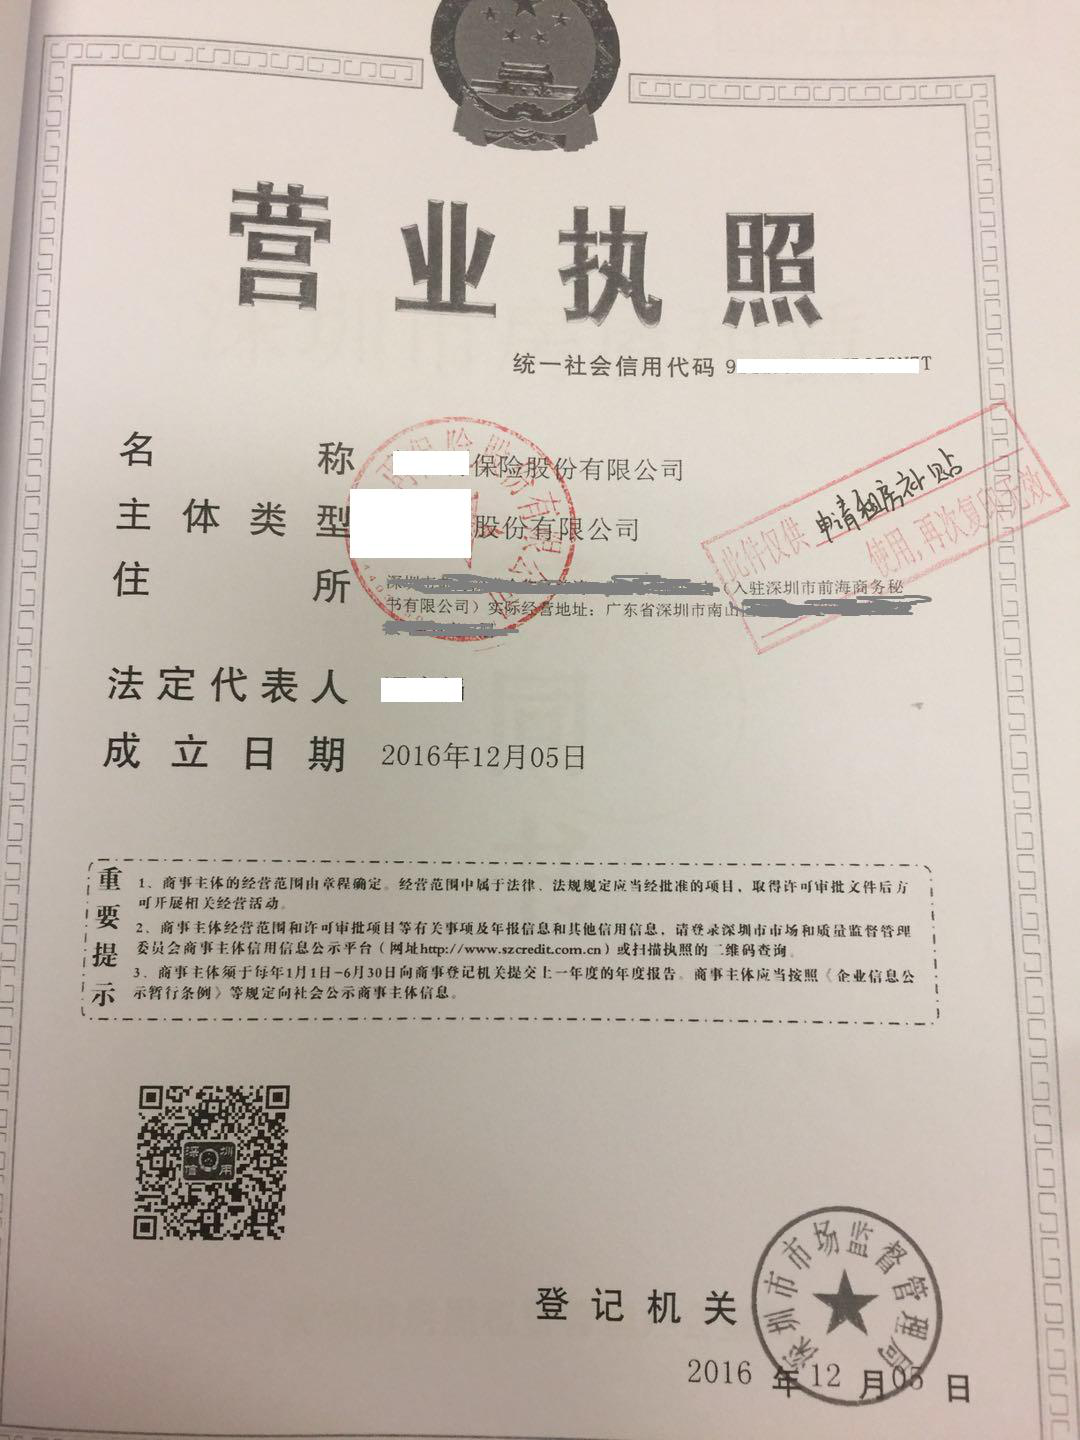 营业执照
统一社会信用代码 9
T
名称 保险股份有限公司
主体类型 股份有限公司
住所 （入驻深圳市前海商务秘
书有限公司）实际经营地址：广东省深圳市南山
法定代表人
成立日期 2016年12月05日
此件仅供 申请租房补贴
使用，再次复印无效
重要提示
1、商事主体的经营范围由章程确定。经营范围中属于法律、法规规定应当经批准的项目，取得许可审批文件后方
可开展相关经营活动。
2、商事主体经营范围和许可审批项目等有关事项及年报信息和其他信用信息，请登录深圳市市场和质量监督管理
委员会商事主体信用信息公示平台（网址http://www.szcredit.com.cn）或扫描执照的二维码查询。
3、商事主体须于每年1月1日-6月30日向商事登记机关提交上一年度的年度报告。商事主体应当按照《企业信息公
示暂行条例》等规定向社会公示商事主体信息。
深圳
信用
登记机关
深圳市市场监督管理局
2016 年 12 月 05 日